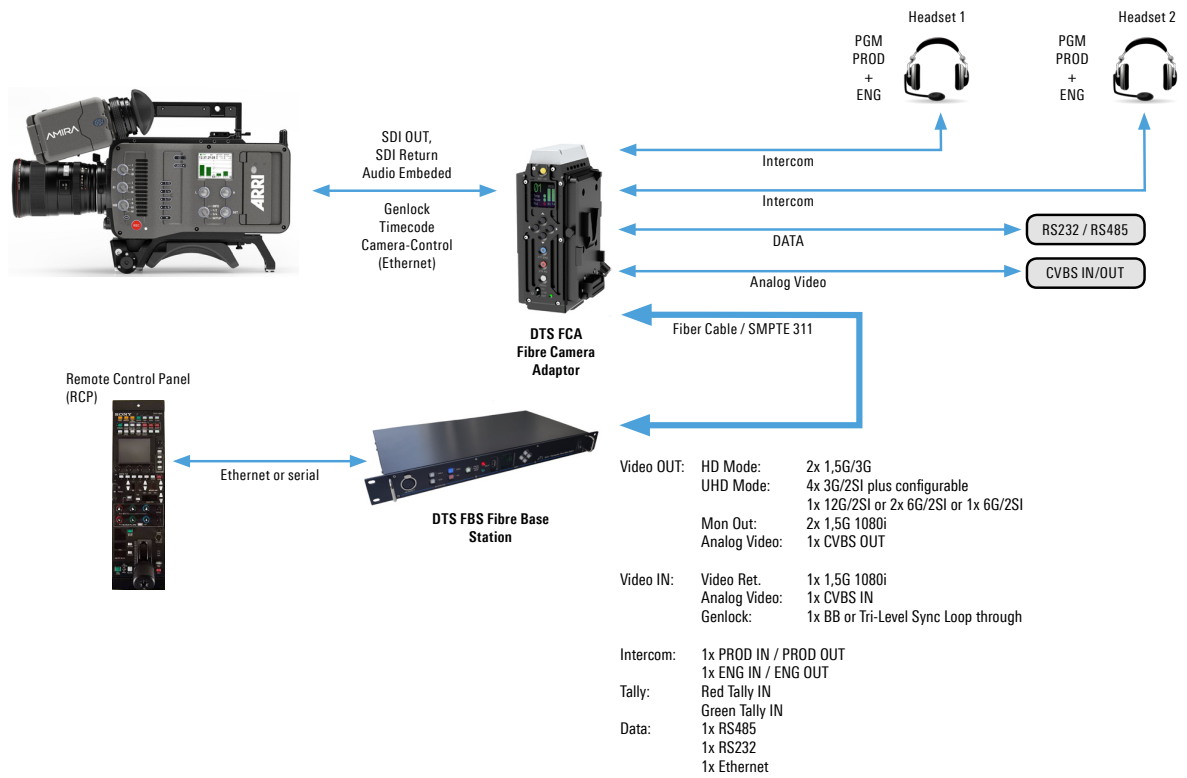 Headset 1
Headset 2
PGM
PROD
+
ENG
PGM
PROD
+
ENG
AMIRA
ARRI
SDI OUT,
SDI Return
Audio Embeded
Genlock
Timecode
Camera-Control
(Ethernet)
01
Intercom
Intercom
DATA
RS232 / RS485
Analog Video
CVBS IN/OUT
Fiber Cable / SMPTE 311
DTS FCA
Fibre Camera
Adaptor
Remote Control Panel
(RCP)
SONY
Ethernet or serial
DTS FBS Fibre Base
Station
Video OUT: HD Mode: 2x 1,5G/3G
UHD Mode: 4x 3G/2SI plus configurable
1x 12G/2SI or 2x 6G/2SI or 1x 6G/2SI
Mon Out: 2x 1,5G 1080i
Analog Video: 1x CVBS OUT
Video IN: Video Ret. 1x 1,5G 1080i
Analog Video: 1x CVBS IN
Genlock: 1x BB or Tri-Level Sync Loop through
Intercom: 1x PROD IN / PROD OUT
1x ENG IN / ENG OUT
Tally: Red Tally IN
Green Tally IN
Data: 1x RS485
1x RS232
1x Ethernet